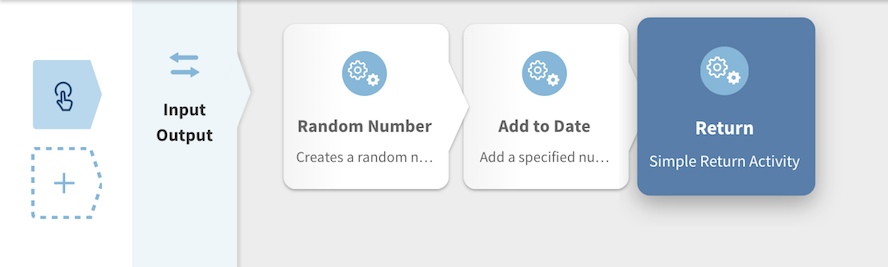 Input
Output
Random Number
Creates a random n…
Add to Date
Add a specified nu…
Return
Simple Return Activity